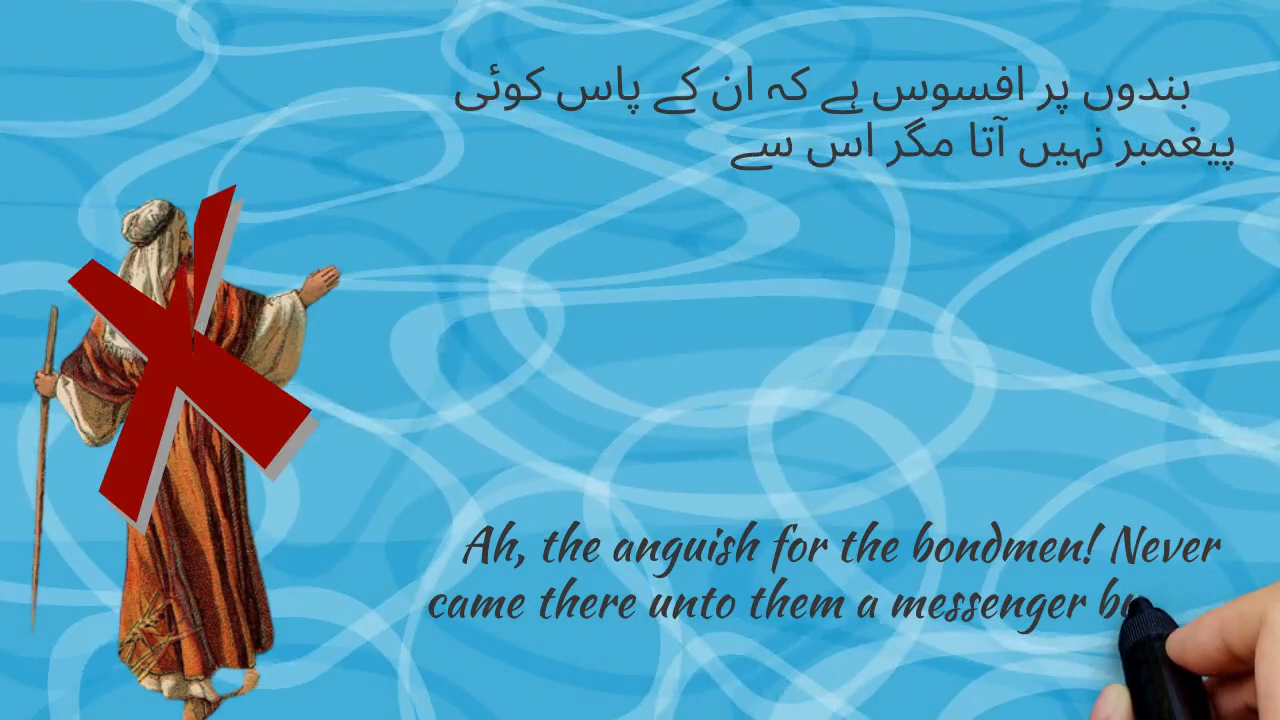 بندوں پر افسوس ہے کہ ان کے پاس کوئی
پیغمبر نہیں آتا مگر اس سے
Ah, the anguish for the bondmen! Never
came there unto them a messenger bu